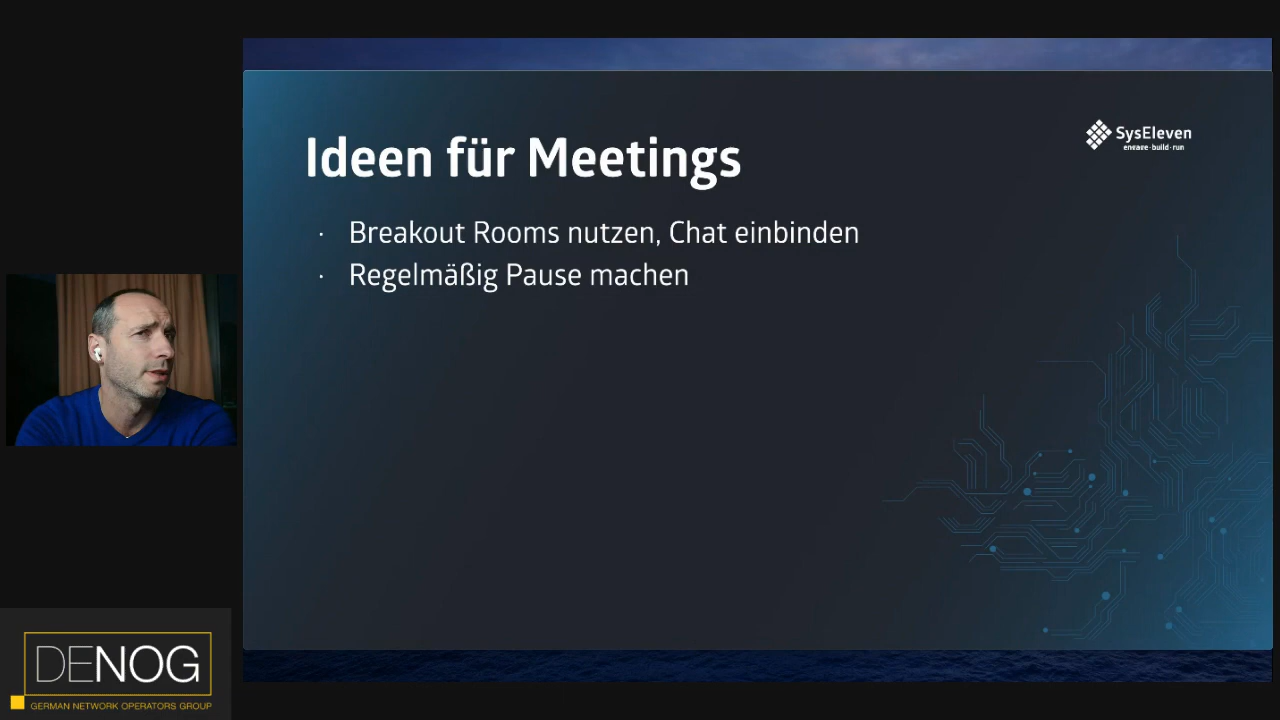 Ideen für Meetings
SysEleven
engage·build·run
· Breakout Rooms nutzen, Chat einbinden
· Regelmäßig Pause machen
DENOG
GERMAN NETWORK OPERATORS GROUP